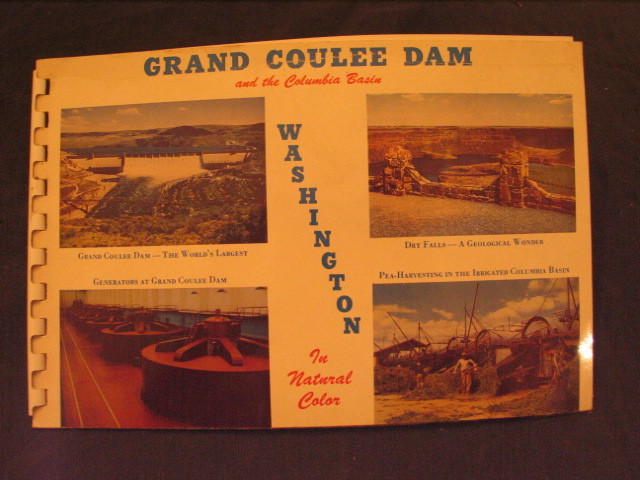 GRAND COULEE DAM
and the Columbia Basin
WASHINGTON
GRAND COULEE DAM — THE WORLD'S LARGEST
DRY FALLS — A GEOLOGICAL WONDER
GENERATORS AT GRAND COULEE DAM
PEA-HARVESTING IN THE IRRIGATED COLUMBIA BASIN
In
Natural
Color